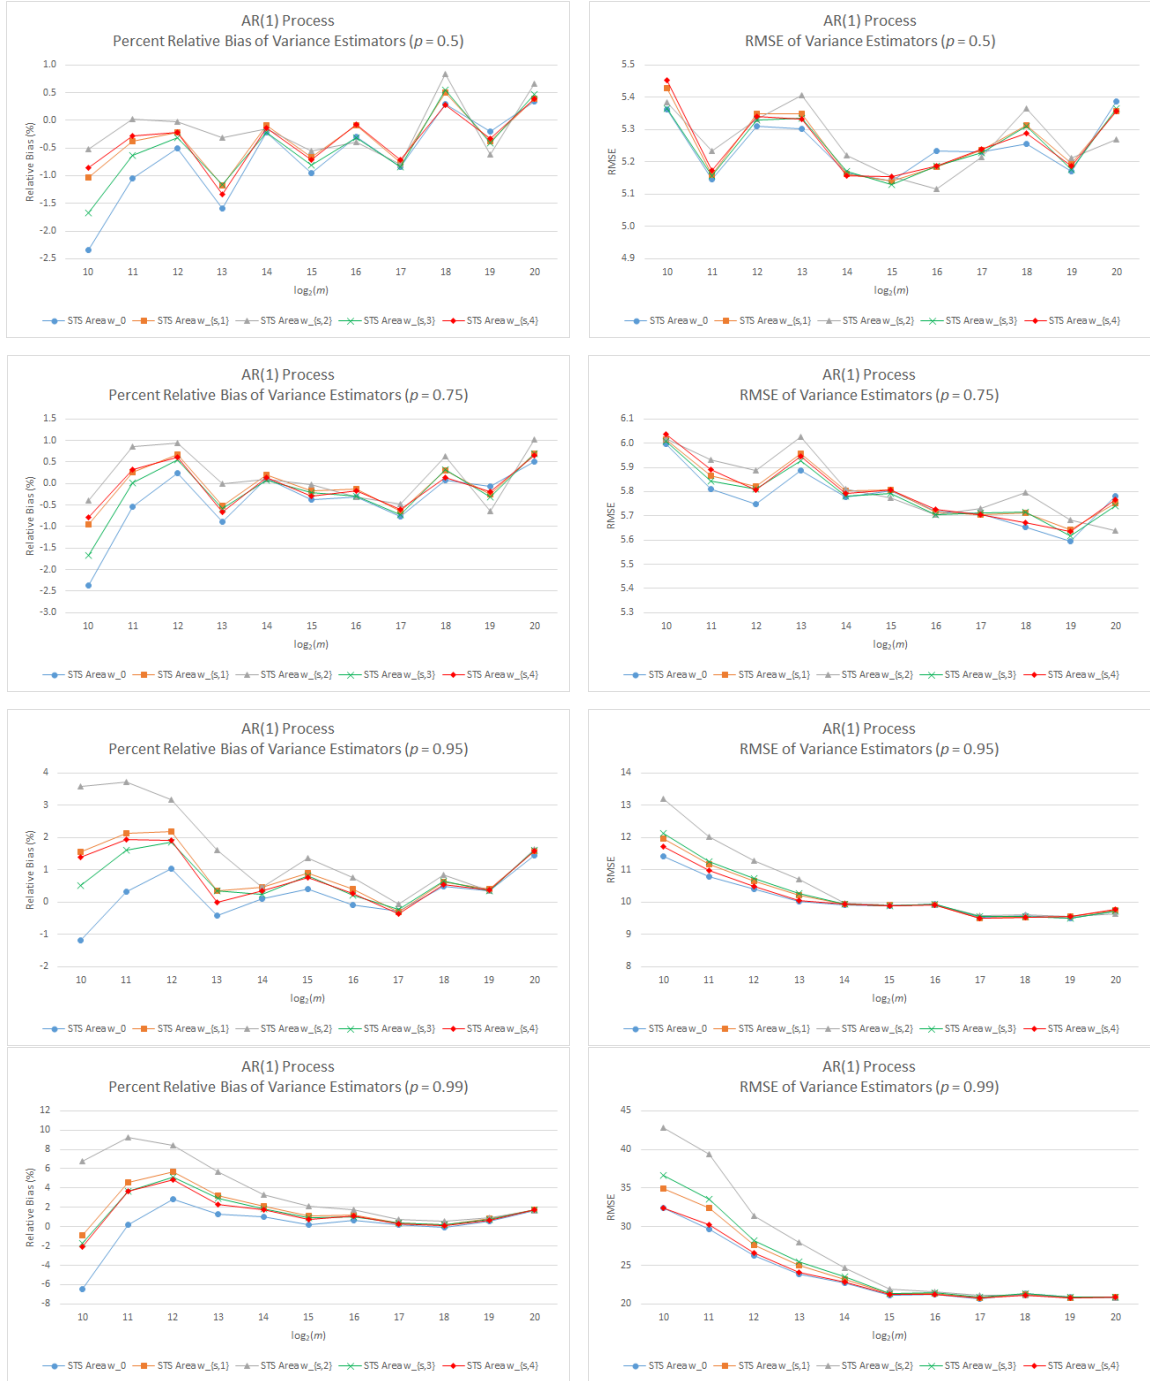 AR(1) Process
Percent Relative Bias of Variance Estimators (p = 0.5)
Relative Bias (%)
1.0
0.5
0.0
-0.5
-1.0
-1.5
-2.0
-2.5
10 11 12 13 14 15 16 17 18 19 20
log₂(m)
STS Area w_0 STS Area w_{s,1} STS Area w_{s,2} STS Area w_{s,3} STS Area w_{s,4}
AR(1) Process
RMSE of Variance Estimators (p = 0.5)
RMSE
5.5
5.4
5.3
5.2
5.1
5.0
4.9
10 11 12 13 14 15 16 17 18 19 20
log₂(m)
STS Area w_0 STS Area w_{s,1} STS Area w_{s,2} STS Area w_{s,3} STS Area w_{s,4}
AR(1) Process
Percent Relative Bias of Variance Estimators (p = 0.75)
Relative Bias (%)
1.5
1.0
0.5
0.0
-0.5
-1.0
-1.5
-2.0
-2.5
-3.0
10 11 12 13 14 15 16 17 18 19 20
log₂(m)
STS Area w_0 STS Area w_{s,1} STS Area w_{s,2} STS Area w_{s,3} STS Area w_{s,4}
AR(1) Process
RMSE of Variance Estimators (p = 0.75)
RMSE
6.1
6.0
5.9
5.8
5.7
5.6
5.4
5.3
10 11 12 13 14 15 16 17 18 19 20
log₂(m)
STS Area w_0 STS Area w_{s,1} STS Area w_{s,2} STS Area w_{s,3} STS Area w_{s,4}
AR(1) Process
Percent Relative Bias of Variance Estimators (p = 0.95)
Relative Bias (%)
4
3
2
1
0
-1
-2
10 11 12 13 14 15 16 17 18 19 20
log₂(m)
STS Area w_0 STS Area w_{s,1} STS Area w_{s,2} STS Area w_{s,3} STS Area w_{s,4}
AR(1) Process
RMSE of Variance Estimators (p = 0.95)
RMSE
14
13
12
11
10
9
8
10 11 12 13 14 15 16 17 18 19 20
log₂(m)
STS Area w_0 STS Area w_{s,1} STS Area w_{s,2} STS Area w_{s,3} STS Area w_{s,4}
AR(1) Process
Percent Relative Bias of Variance Estimators (p = 0.99)
Relative Bias (%)
12
10
8
6
4
2
0
-2
-4
-6
-8
10 11 12 13 14 15 16 17 18 19 20
log₂(m)
STS Area w_0 STS Area w_{s,1} STS Area w_{s,2} STS Area w_{s,3} STS Area w_{s,4}
AR(1) Process
RMSE of Variance Estimators (p = 0.99)
RMSE
45
40
35
30
25
20
10 11 12 13 14 15 16 17 18 19 20
log₂(m)
STS Area w_0 STS Area w_{s,1} STS Area w_{s,2} STS Area w_{s,3} STS Area w_{s,4}